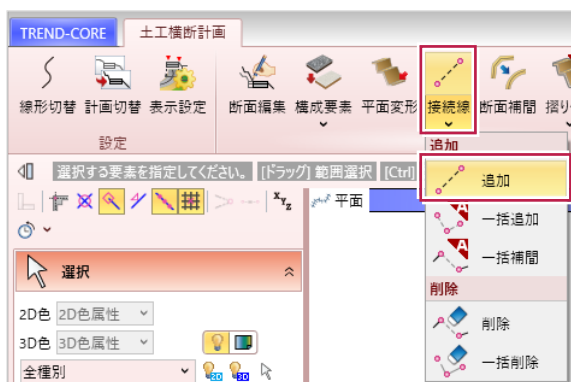 TREND-CORE 土工横断計画
線形切替 計画切替 表示設定 断面編集 構成要素 平面変形 接続線 断面補間
設定
追加
選択する要素を指定してください。 [ドラッグ] 範囲選択 [Ctrl]
追加
XYZ 平面
一括追加
一括補間
選択
削除
2D色 2D色属性
削除
3D色 3D色属性
一括削除
全種別 2D 3D